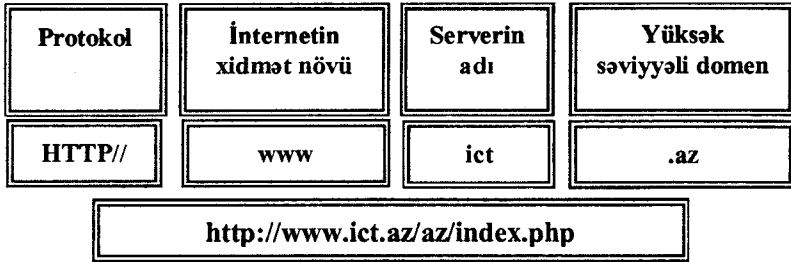 Protokol
İnternetin
xidmət növü
Serverin
adı
Yüksək
səviyyəli domen
HTTP//
www
ict
.az
http://www.ict.az/az/index.php